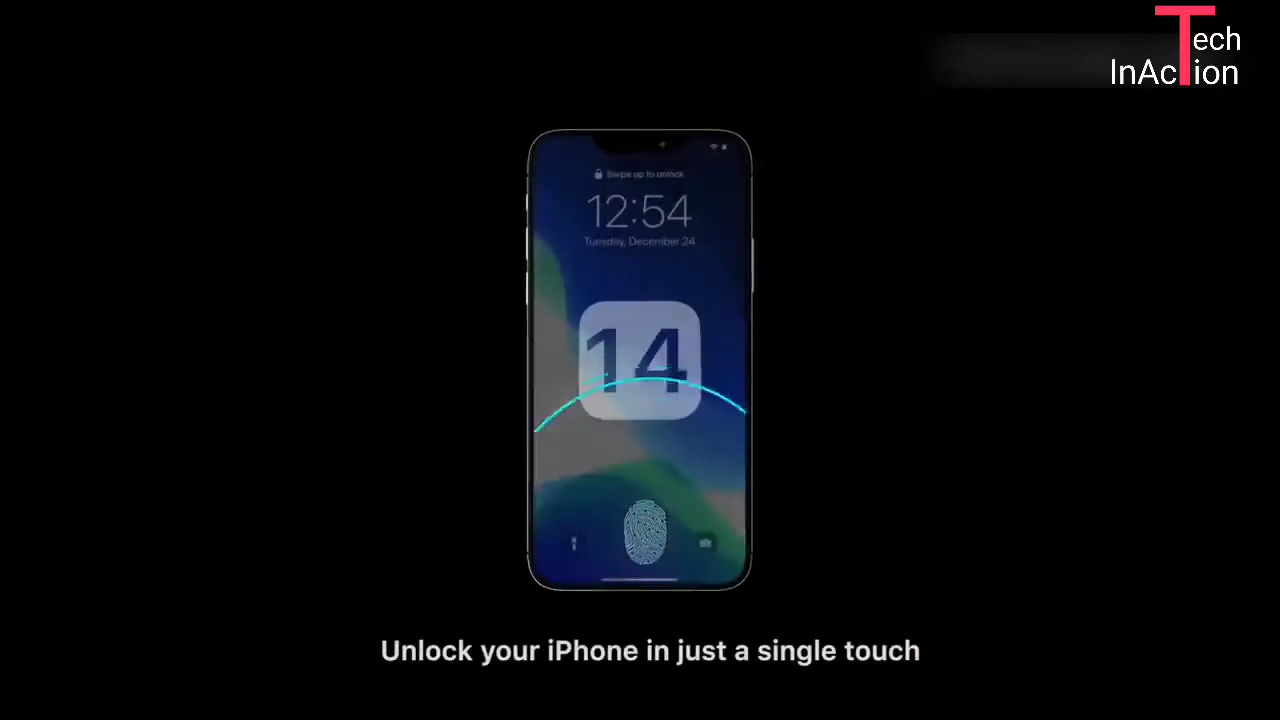 Tech
InAction
Swipe up to unlock
12:54
Tuesday, December 24
14
Unlock your iPhone in just a single touch